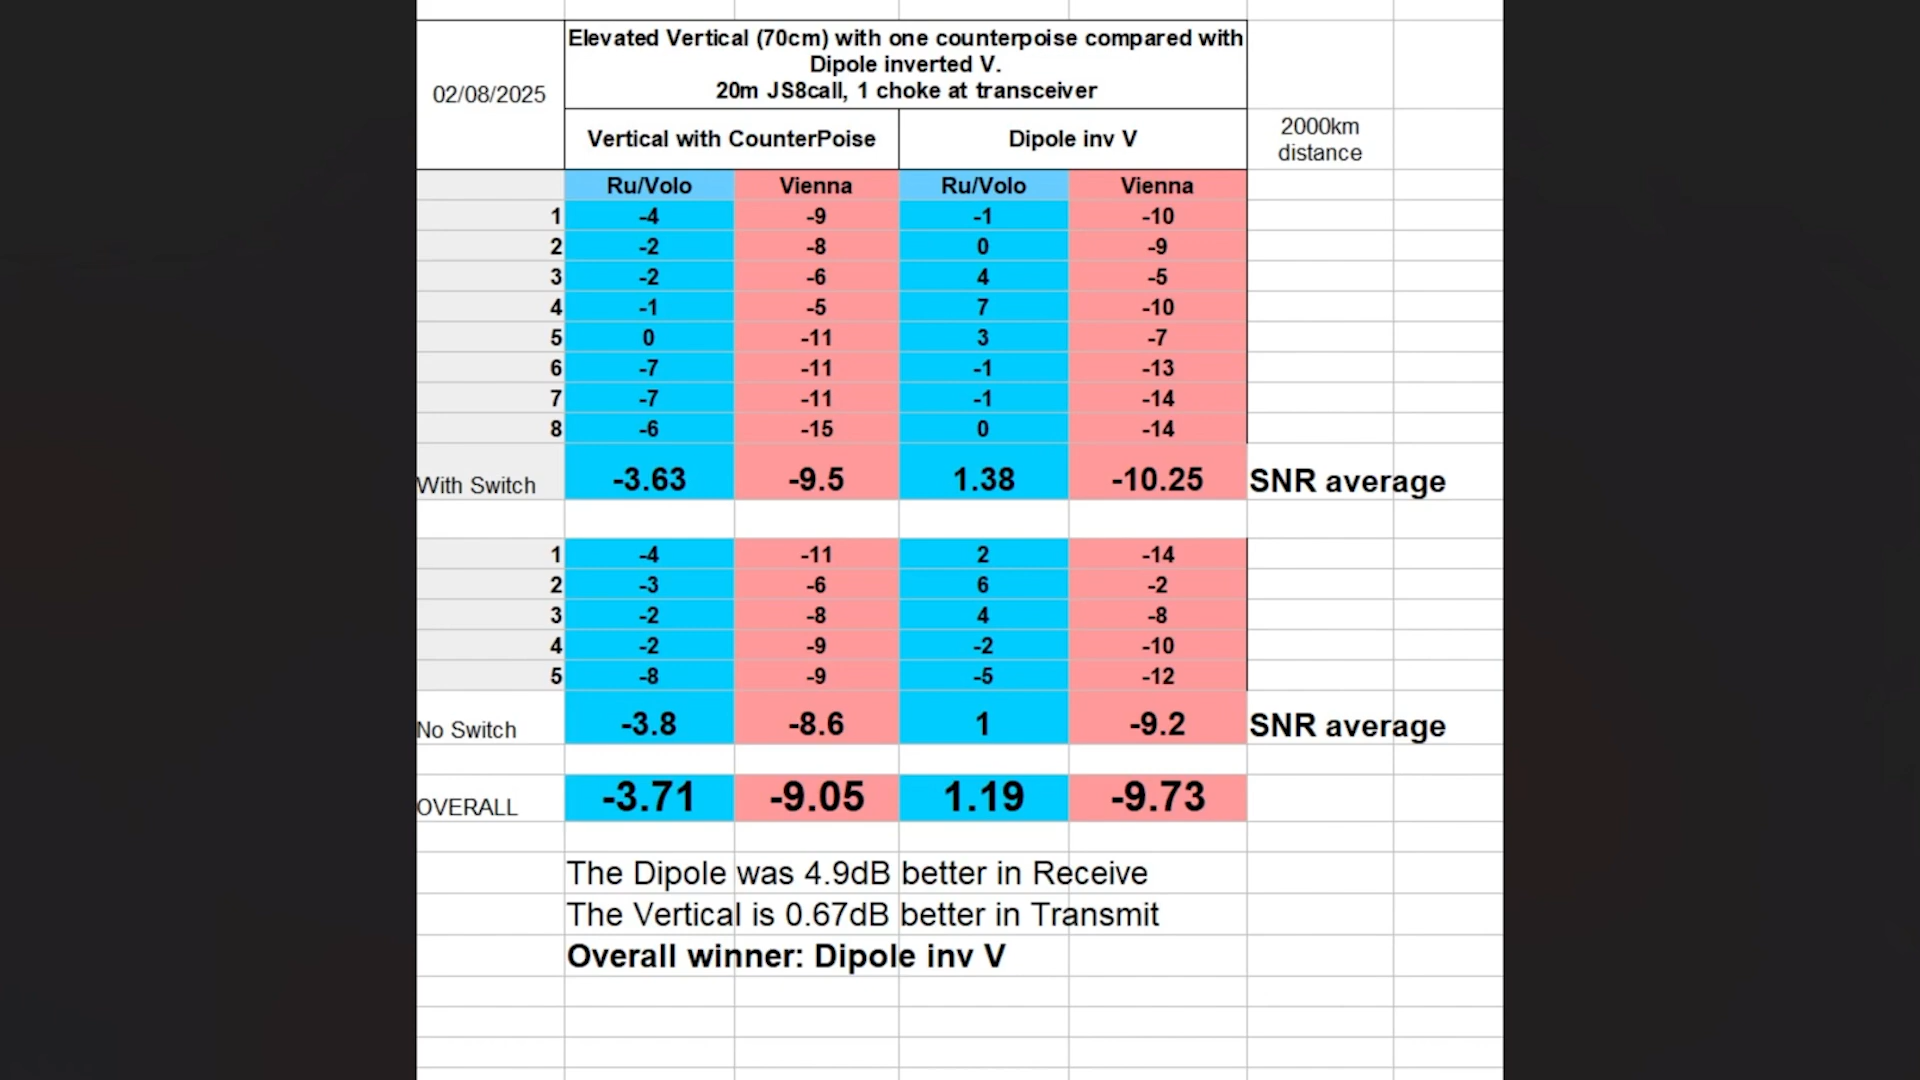 Elevated Vertical (70cm) with one counterpoise compared with
Dipole inverted V.
20m JS8call, 1 choke at transceiver
02/08/2025
Vertical with CounterPoise Dipole inv V 2000km
distance
Ru/Volo Vienna Ru/Volo Vienna
1 -4 -9 -1 -10
2 -2 -8 0 -9
3 -2 -6 4 -5
4 -1 -5 7 -10
5 0 -11 3 -7
6 -7 -11 -1 -13
7 -7 -11 -1 -14
8 -6 -15 0 -14
With Switch -3.63 -9.5 1.38 -10.25 SNR average
1 -4 -11 2 -14
2 -3 -6 6 -2
3 -2 -8 4 -8
4 -2 -9 -2 -10
5 -8 -9 -5 -12
No Switch -3.8 -8.6 1 -9.2 SNR average
OVERALL -3.71 -9.05 1.19 -9.73
The Dipole was 4.9dB better in Receive
The Vertical is 0.67dB better in Transmit
Overall winner: Dipole inv V